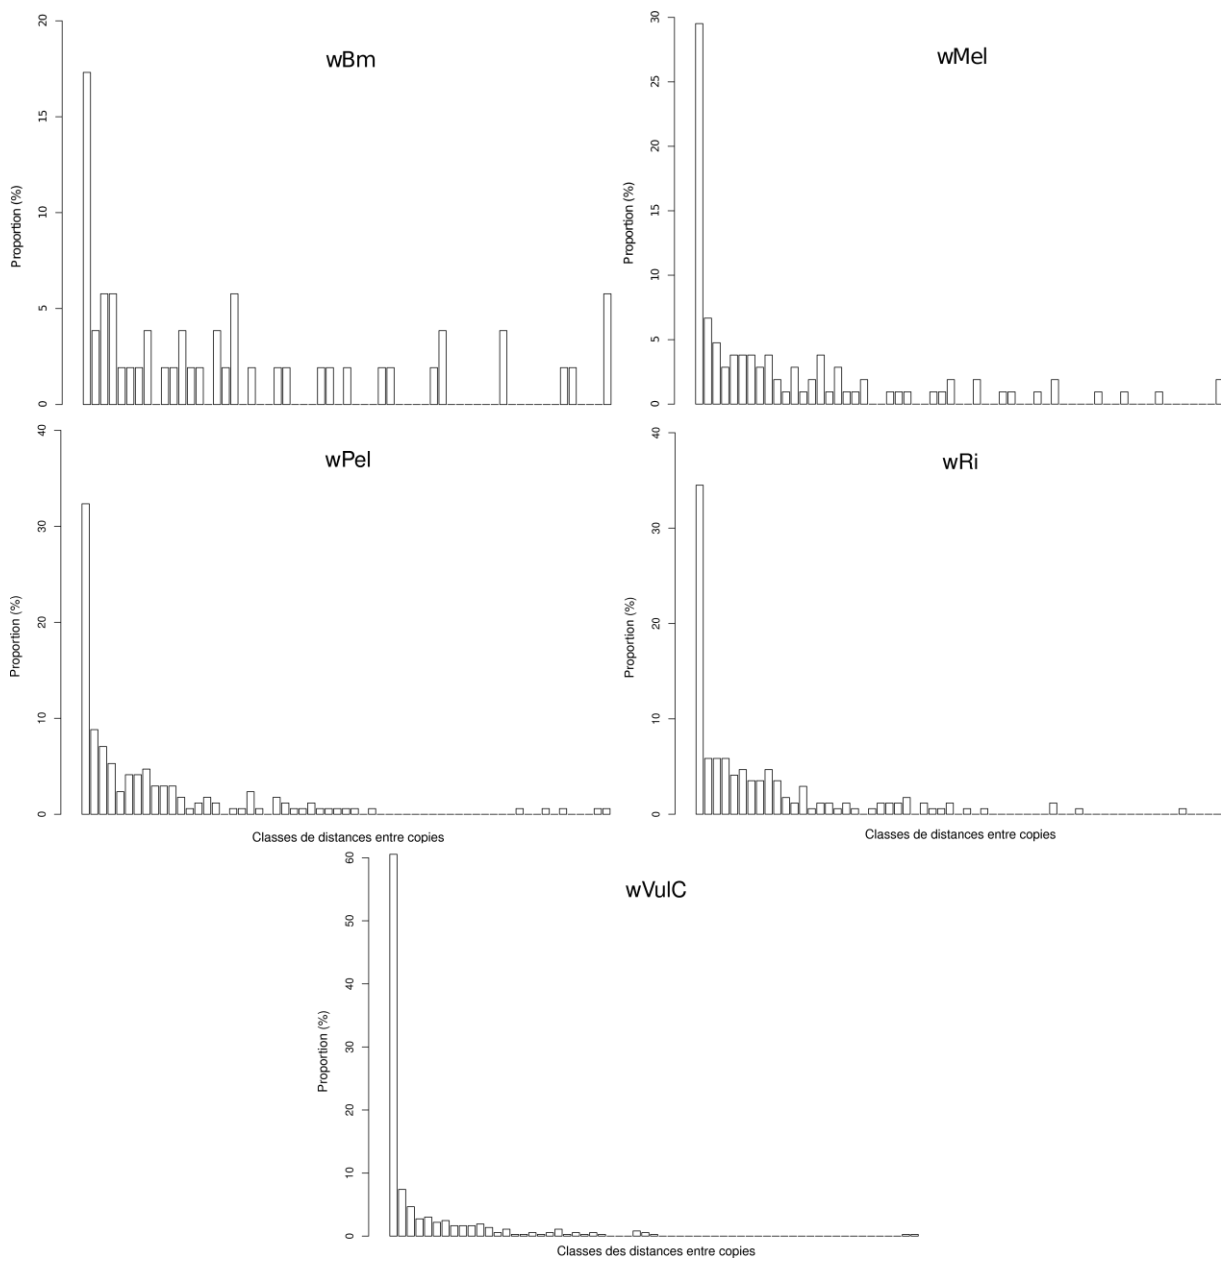 wBm
Proportion (%)
20
15
10
5
0
wMel
Proportion (%)
30
25
20
15
10
5
0
wPel
Proportion (%)
40
30
20
10
0
Classes de distances entre copies
wRi
Proportion (%)
40
30
20
10
0
Classes de distances entre copies
wVulC
Proportion (%)
60
50
40
30
20
10
0
Classes des distances entre copies